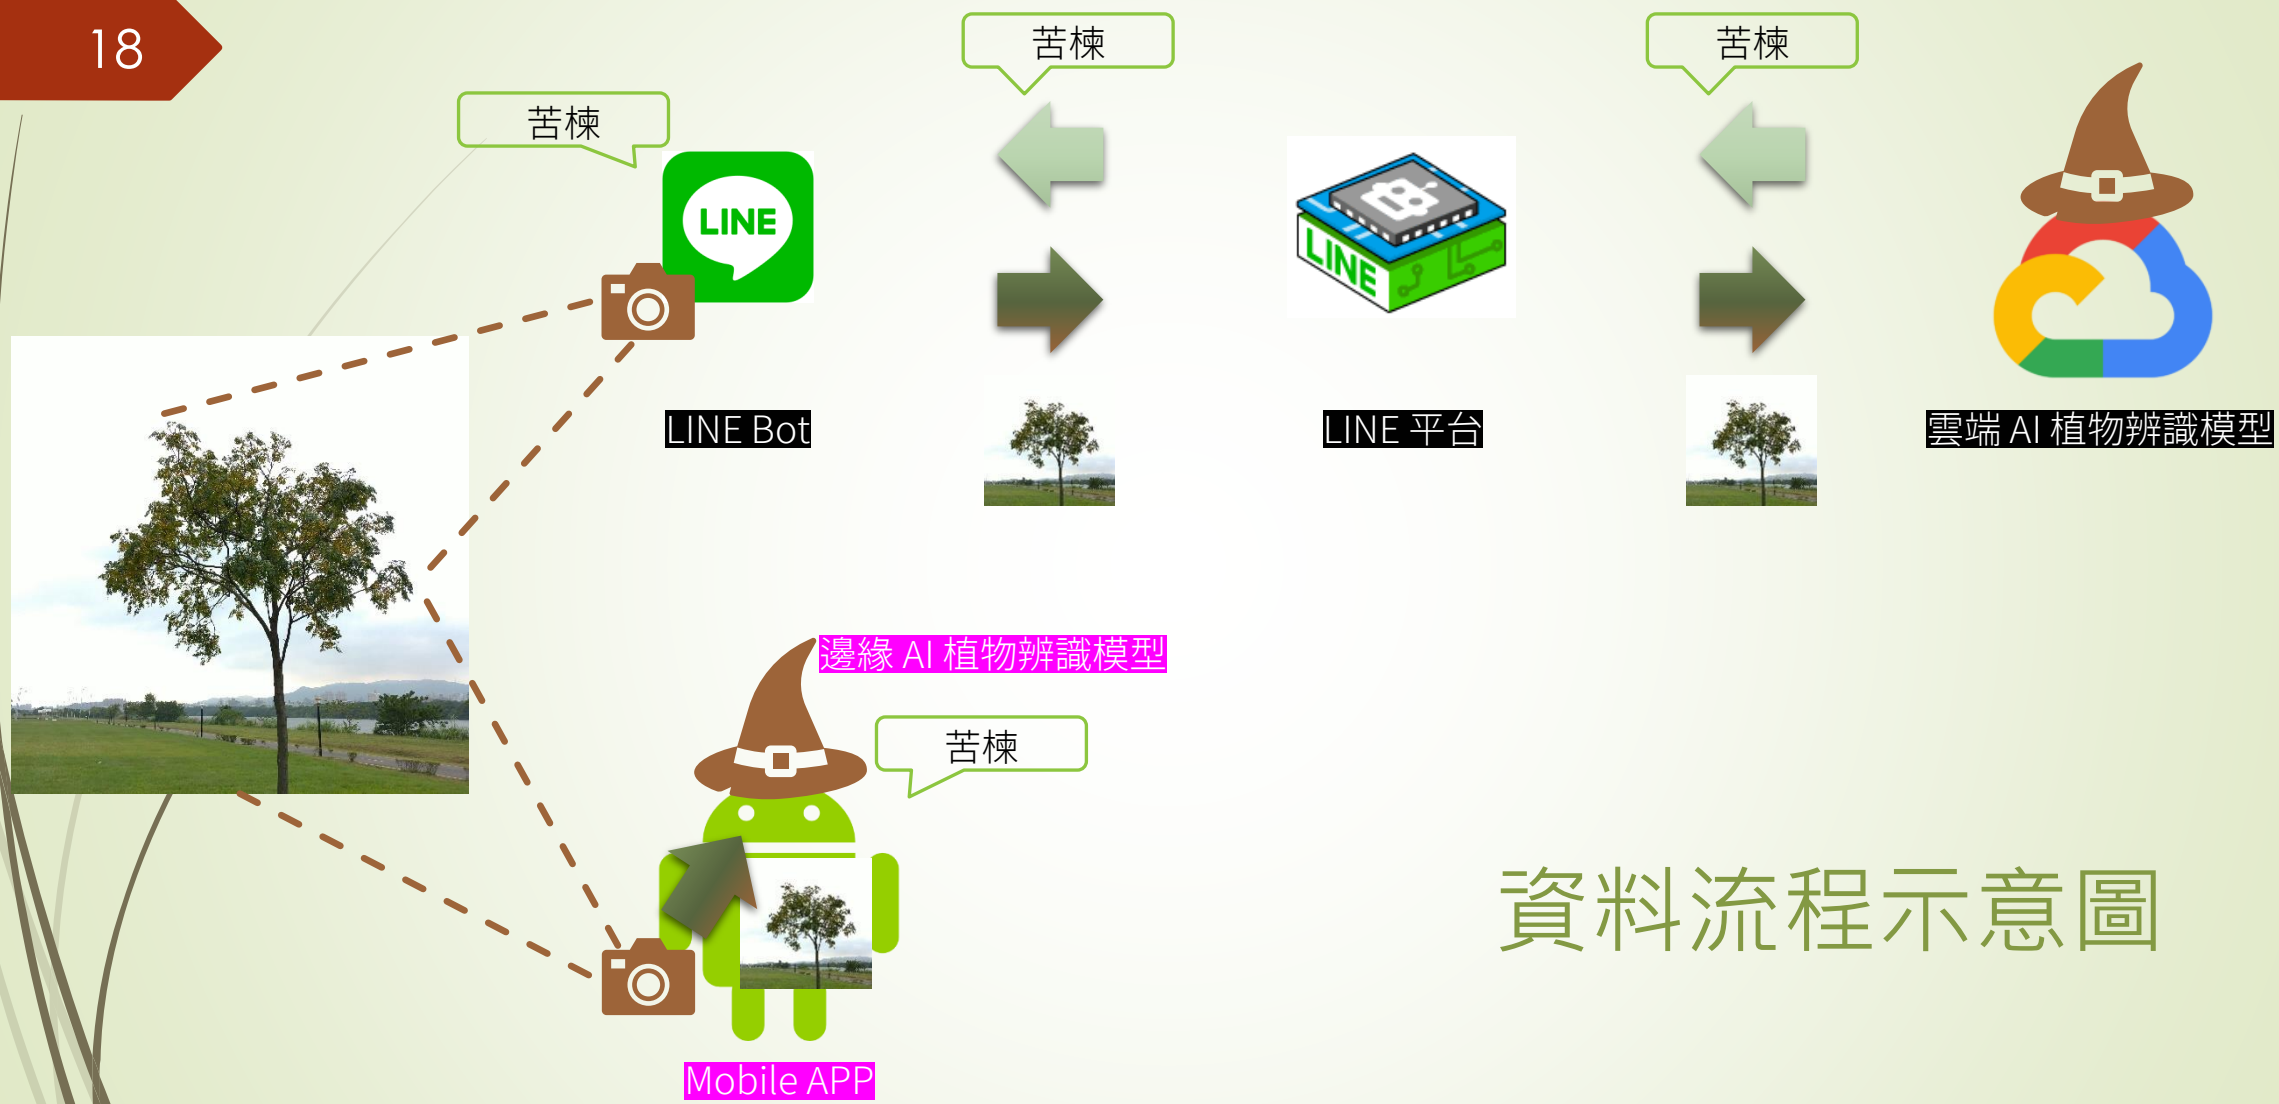 18
苦楝
苦楝
苦楝
LINE
LINE
LINE Bot
LINE 平台
雲端 AI 植物辨識模型
邊緣 AI 植物辨識模型
苦楝
資料流程示意圖
Mobile APP